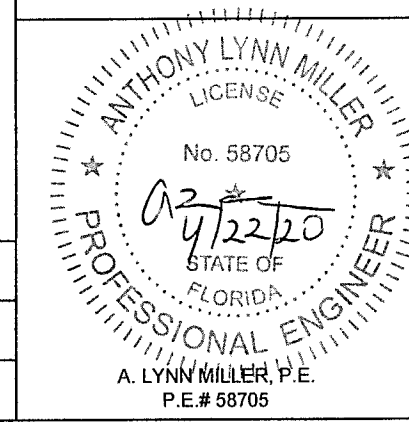 ANTHONY LYNN MILLER
LICENSE
No. 58705
4/22/20
STATE OF
FLORIDA
PROFESSIONAL ENGINEER
A. LYNN MILLER, P.E.
P.E.# 58705